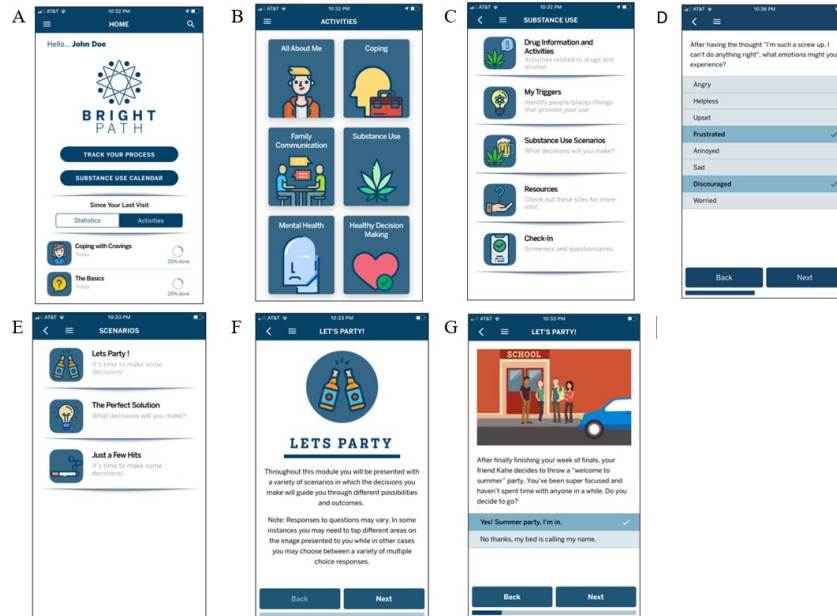 A
AT&T 10:32 PM
HOME
Hello... John Doe
BRIGHT
PATH
TRACK YOUR PROCESS
SUBSTANCE USE CALENDAR
Since Your Last Visit
Statistics Activities
Coping with Cravings
Today
25% done
The Basics
Today
25% done
B
AT&T 10:32 PM
ACTIVITIES
All About Me
Coping
Family
Communication
Substance Use
Mental Health
Healthy Decision
Making
C
AT&T 10:32 PM
SUBSTANCE USE
Drug Information and
Activities
Activities related to drugs and
alcohol
My Triggers
Identify people/places/things
that provoke your use
Substance Use Scenarios
What decisions will you make?
Resources
Check out these sites for more
info!
Check-In
Screeners and questionnaires
D
AT&T 10:36 PM
After having the thought "I'm such a screw up. I
can't do anything right", what emotions might you
experience?
Angry
Helpless
Upset
Frustrated
Annoyed
Sad
Discouraged
Worried
Back Next
E
AT&T 10:33 PM
SCENARIOS
Lets Party !
It's time to make some
decisions!
The Perfect Solution
What decisions will you make?
Just a Few Hits
It's time to make some
decisions!
F
AT&T 10:33 PM
LET'S PARTY!
LETS PARTY
Throughout this module you will be presented with
a variety of scenarios in which the decisions you
make will guide you through different possibilities
and outcomes.
Note: Responses to questions may vary. In some
instances you may need to tap different areas on
the image presented to you while in other cases
you may choose between a variety of multiple
choice responses.
Back Next
G
AT&T 10:33 PM
LET'S PARTY!
SCHOOL
After finally finishing your week of finals, your
friend Katie decides to throw a "welcome to
summer" party. You've been super focused and
haven't spent time with anyone in a while. Do you
decide to go?
Yes! Summer party, I'm in.
No thanks, my bed is calling my name.
Back Next